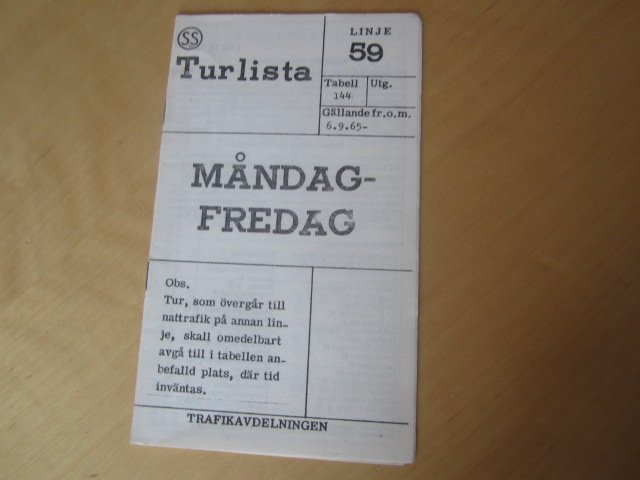 SS
Turlista
LINJE
59
Tabell
144
Utg.
Gällande fr.o.m.
6.9.65-
MÅNDAG-
FREDAG
Obs.
Tur, som övergår till
nattrafik på annan lin-
je, skall omedelbart
avgå till i tabellen an-
befalld plats, där tid
inväntas.
TRAFIKAVDELNINGEN